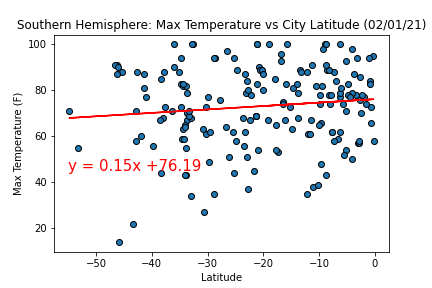 Southern Hemisphere: Max Temperature vs City Latitude (02/01/21)
100
80
60
40
20
Max Temperature (F)
y = 0.15x +76.19
−50
−40
−30
−20
−10
0
Latitude